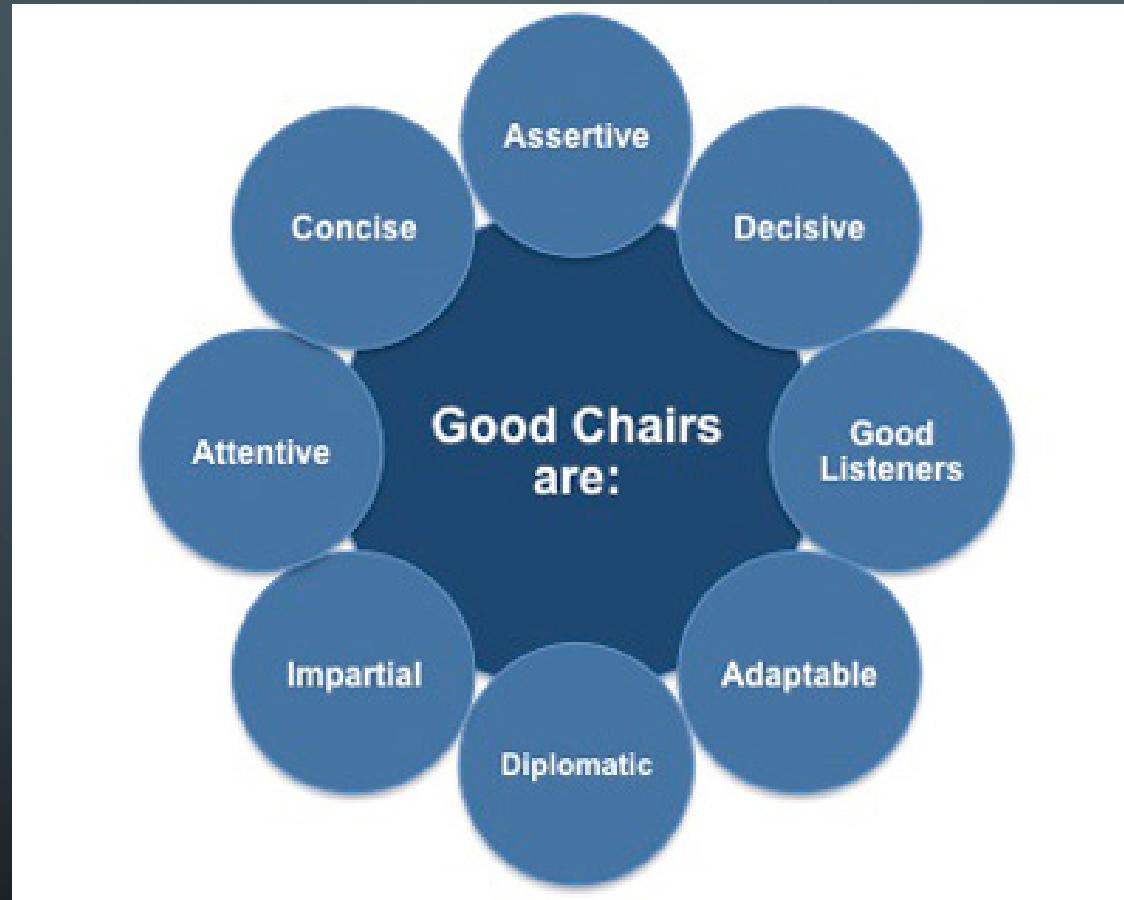 Good Chairs
are:
Assertive
Decisive
Good
Listeners
Adaptable
Diplomatic
Impartial
Attentive
Concise